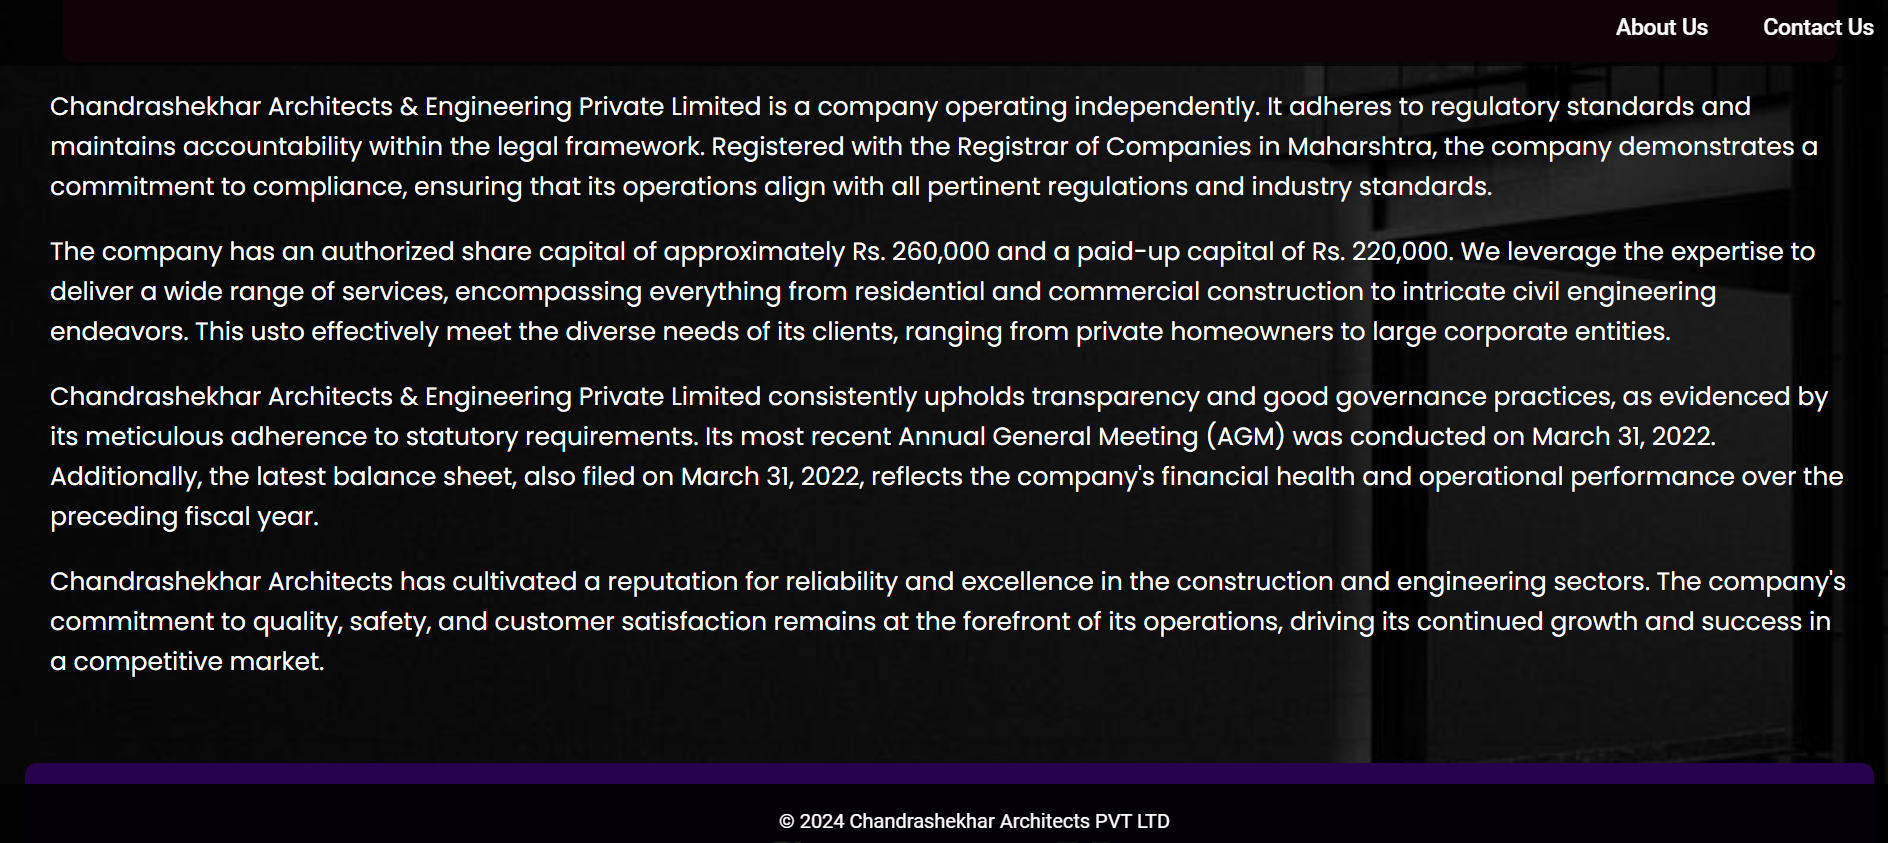 About Us Contact Us
Chandrashekhar Architects & Engineering Private Limited is a company operating independently. It adheres to regulatory standards and
maintains accountability within the legal framework. Registered with the Registrar of Companies in Maharshtra, the company demonstrates a
commitment to compliance, ensuring that its operations align with all pertinent regulations and industry standards.
The company has an authorized share capital of approximately Rs. 260,000 and a paid-up capital of Rs. 220,000. We leverage the expertise to
deliver a wide range of services, encompassing everything from residential and commercial construction to intricate civil engineering
endeavors. This usto effectively meet the diverse needs of its clients, ranging from private homeowners to large corporate entities.
Chandrashekhar Architects & Engineering Private Limited consistently upholds transparency and good governance practices, as evidenced by
its meticulous adherence to statutory requirements. Its most recent Annual General Meeting (AGM) was conducted on March 31, 2022.
Additionally, the latest balance sheet, also filed on March 31, 2022, reflects the company's financial health and operational performance over the
preceding fiscal year.
Chandrashekhar Architects has cultivated a reputation for reliability and excellence in the construction and engineering sectors. The company's
commitment to quality, safety, and customer satisfaction remains at the forefront of its operations, driving its continued growth and success in
a competitive market.
© 2024 Chandrashekhar Architects PVT LTD